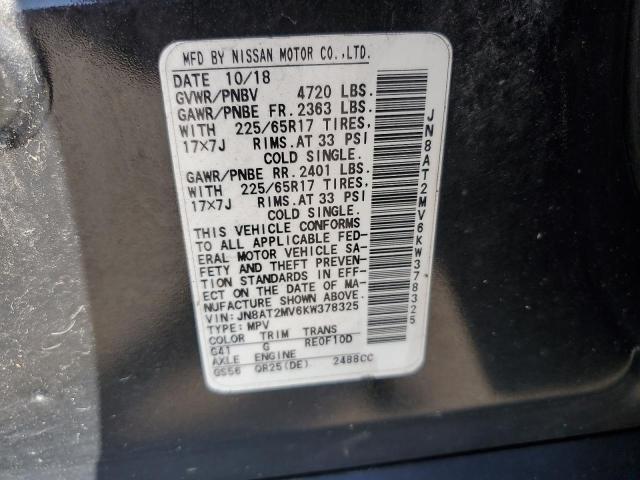 MFD BY NISSAN MOTOR CO.,LTD.
DATE 10/18
GVWR/PNBV 4720 LBS.
GAWR/PNBE FR. 2363 LBS.
WITH 225/65R17 TIRES,
17×7J RIMS.AT 33 PSI
COLD SINGLE.
GAWR/PNBE RR. 2401 LBS.
WITH 225/65R17 TIRES,
17×7J RIMS.AT 33 PSI
COLD SINGLE.
THIS VEHICLE CONFORMS
TO ALL APPLICABLE FED-
ERAL MOTOR VEHICLE SA-
FETY AND THEFT PREVEN-
TION STANDARDS IN EFF-
ECT ON THE DATE OF MA-
NUFACTURE SHOWN ABOVE.
VIN: JN8AT2MV6KW378325
TYPE: MPV
COLOR TRIM TRANS
G41 G RE0F10D
AXLE ENGINE
GS56 QR25(DE) 2488CC
JN8AT2MV6KW378325